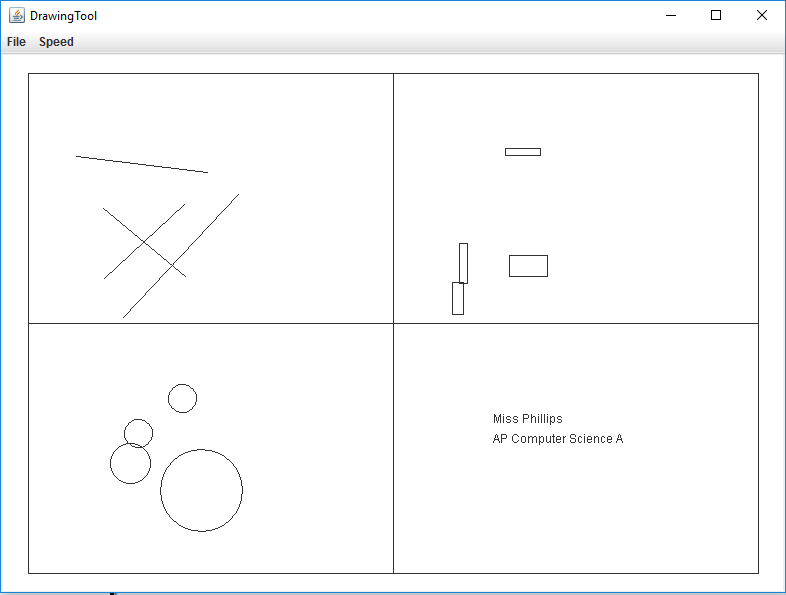 DrawingTool
File Speed
Miss Phillips
AP Computer Science A